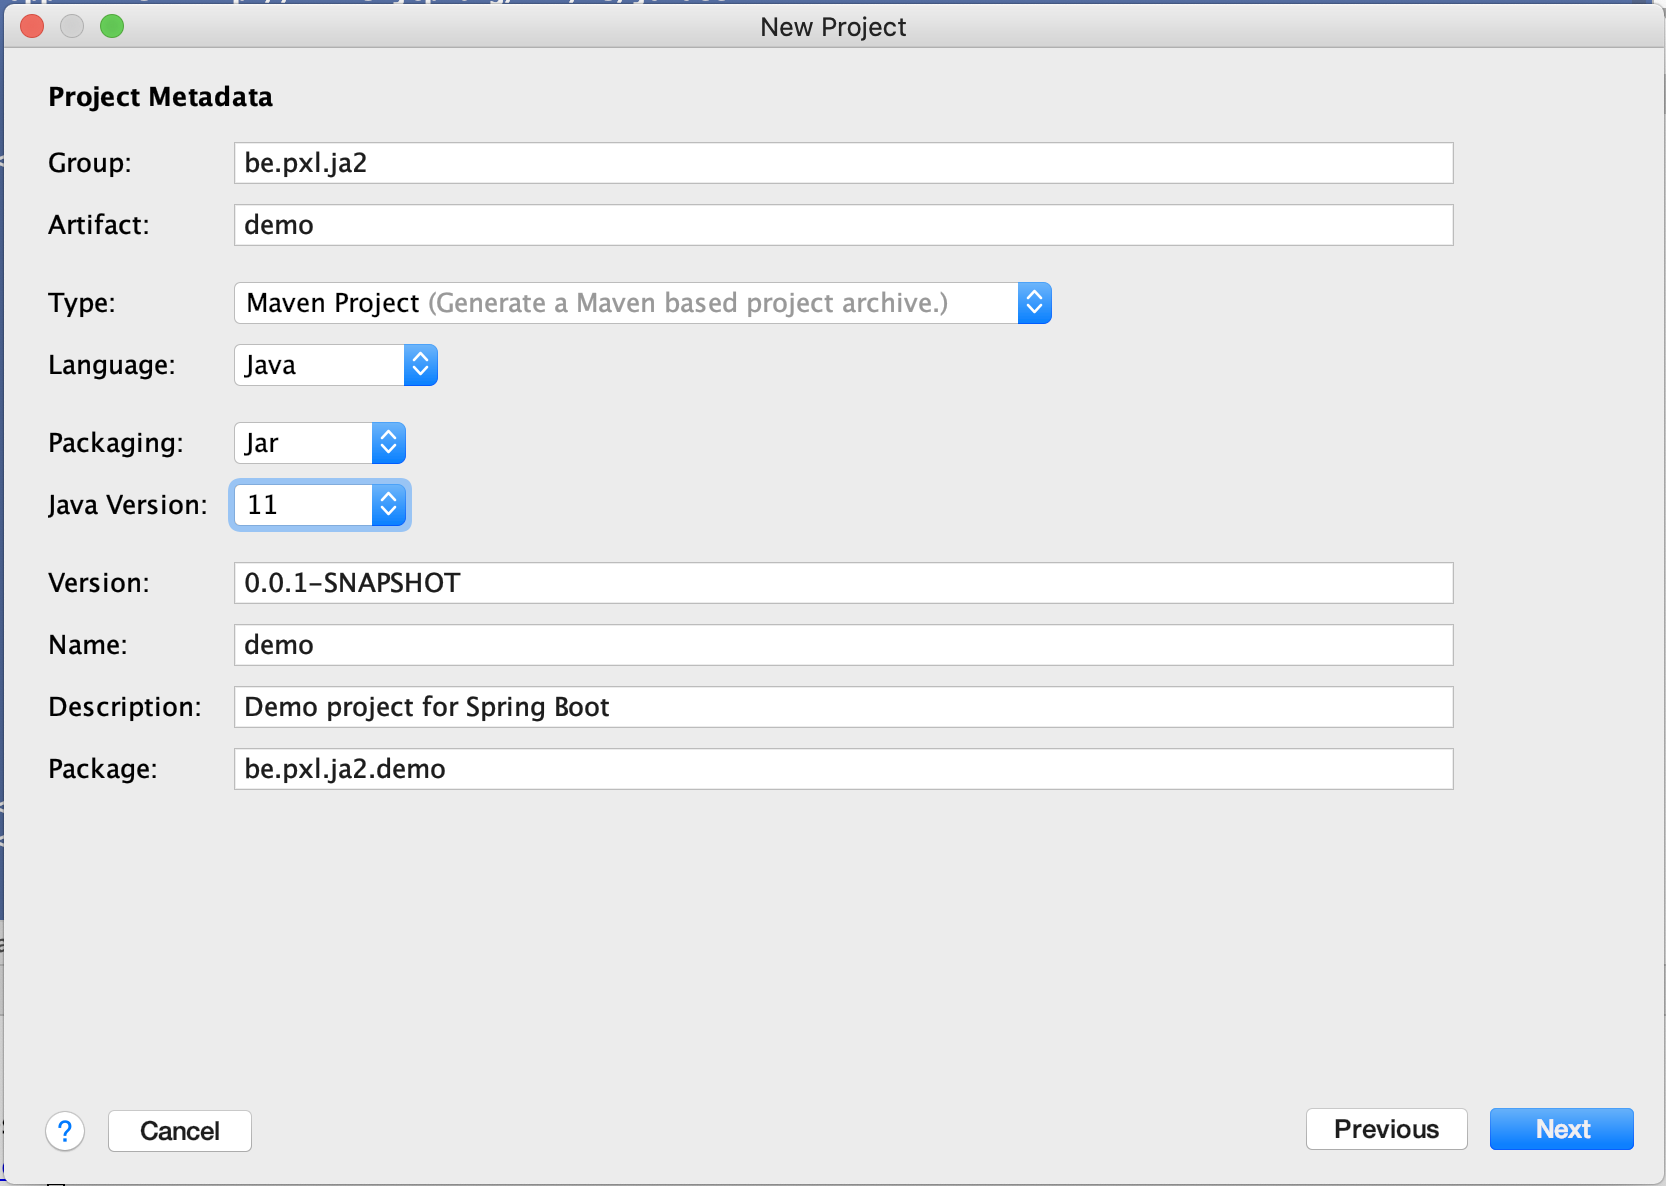 New Project
Project Metadata
Group: be.pxl.ja2
Artifact: demo
Type: Maven Project (Generate a Maven based project archive.)
Language: Java
Packaging: Jar
Java Version: 11
Version: 0.0.1-SNAPSHOT
Name: demo
Description: Demo project for Spring Boot
Package: be.pxl.ja2.demo
? Cancel Previous Next